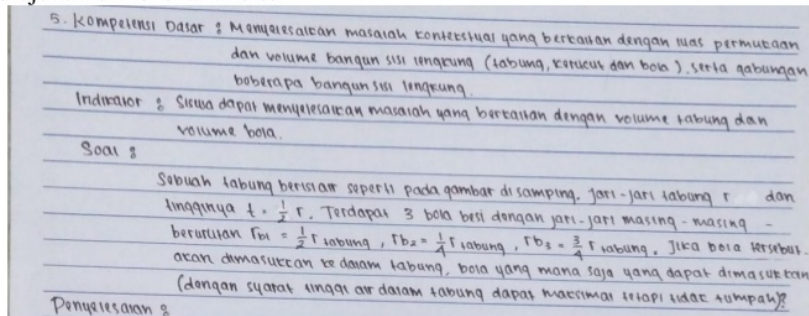 5. Kompetensi Dasar : Menyelesaikan masalah kontekstual yang berkaitan dengan luas permukaan
dan volume bangun sisi lengkung (tabung, kerucut dan bola), serta gabungan
beberapa bangun sisi lengkung.
Indikator : Siswa dapat menyelesaikan masalah yang berkaitan dengan volume tabung dan
volume bola.
Soal :
Sebuah tabung berisi air seperti pada gambar di samping. Jari-jari tabung r dan
tingginya t = 1/2 r. Terdapat 3 bola besi dengan jari-jari masing-masing -
berurutan rb1 = 1/2 r tabung, rb2 = 1/4 r tabung, rb3 = 3/4 r tabung. Jika bola tersebut
akan dimasukkan ke dalam tabung, bola yang mana saja yang dapat dimasukkan
(dengan syarat tinggi air dalam tabung dapat maksimal tetapi tidak tumpah)?
Penyelesaian :